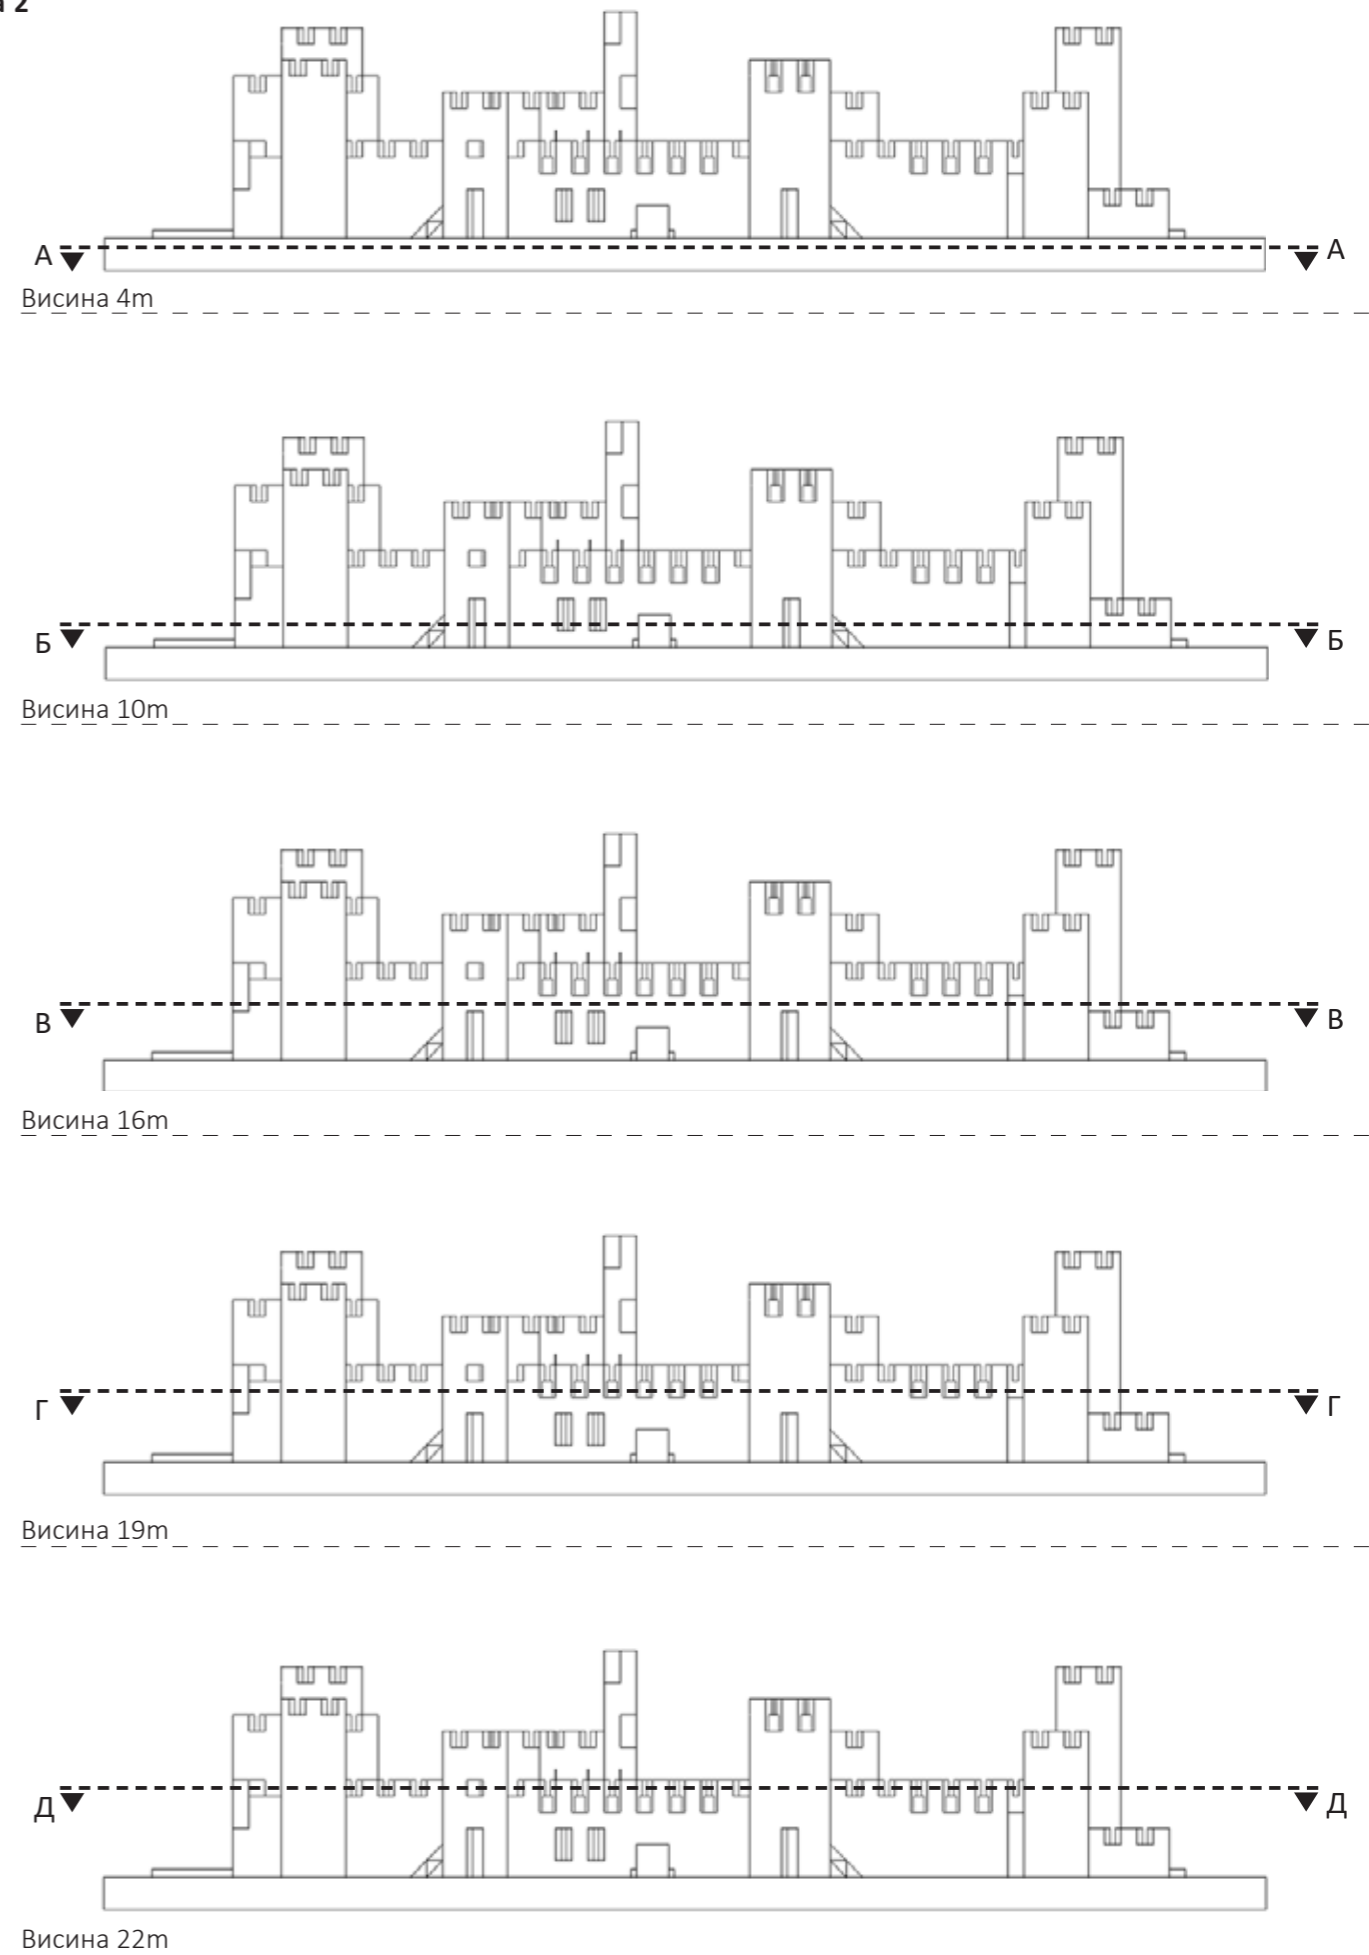 а 2
А
А
Висина 4m
Б
Б
Висина 10m
В
В
Висина 16m
Г
Г
Висина 19m
Д
Д
Висина 22m